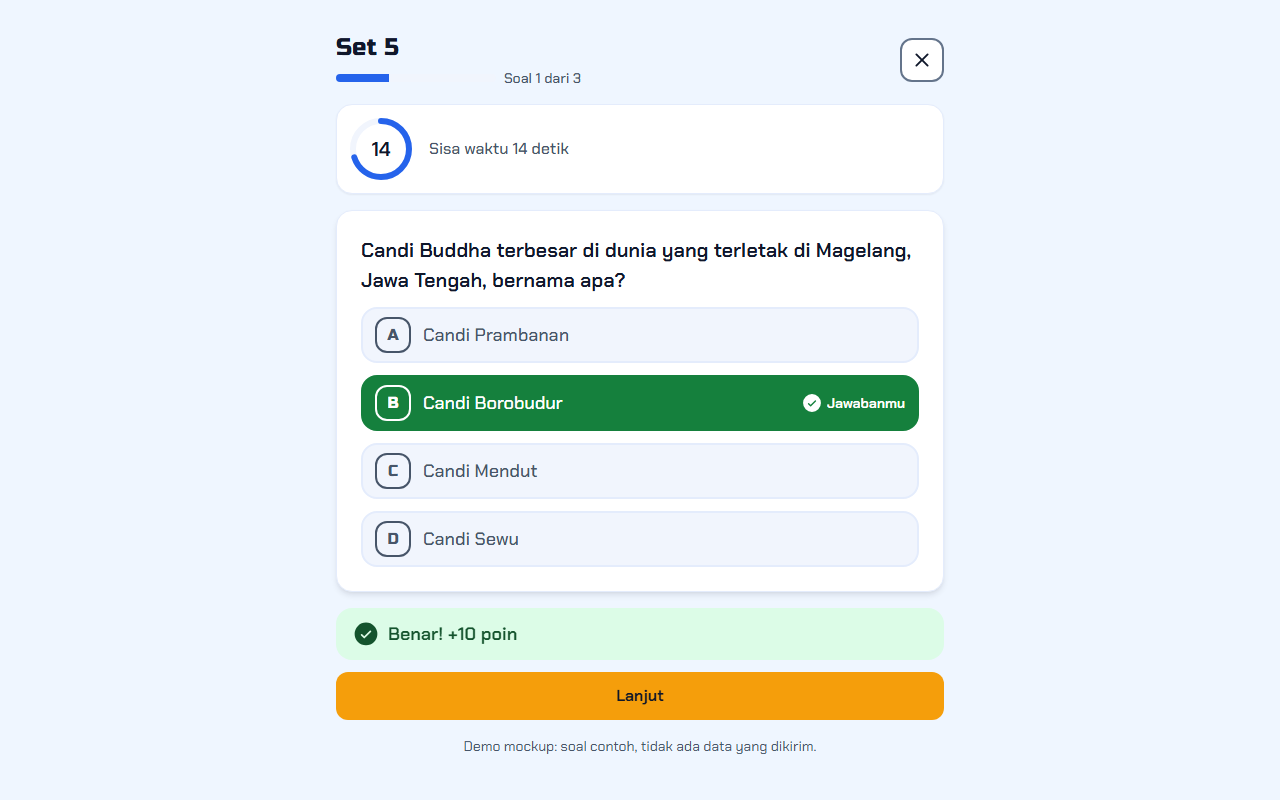 Set 5
Soal 1 dari 3
14
Sisa waktu 14 detik
Candi Buddha terbesar di dunia yang terletak di Magelang,
Jawa Tengah, bernama apa?
A Candi Prambanan
B Candi Borobudur Jawabanmu
C Candi Mendut
D Candi Sewu
Benar! +10 poin
Lanjut
Demo mockup: soal contoh, tidak ada data yang dikirim.